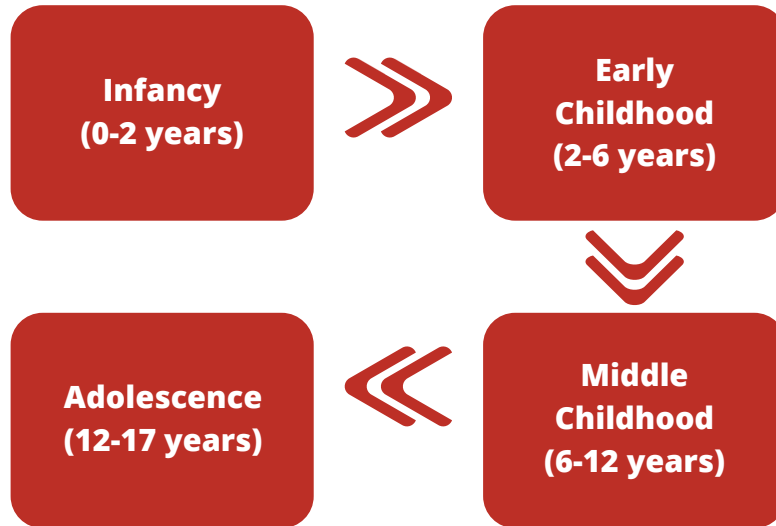 Infancy
(0-2 years)
Early
Childhood
(2-6 years)
Middle
Childhood
(6-12 years)
Adolescence
(12-17 years)